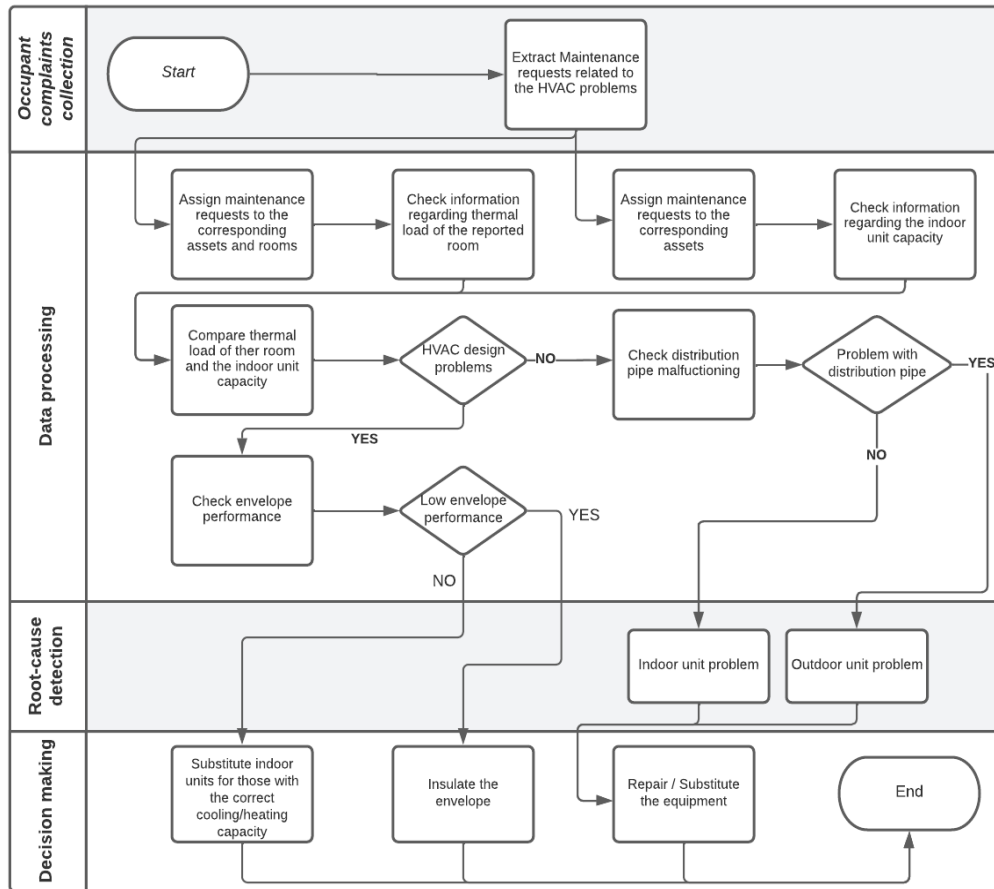 Occupant
complaints
collection
Start
Extract Maintenance
requests related to
the HVAC problems
Data processing
Assign maintenance
requests to the
corresponding
assets and rooms
Check information
regarding thermal
load of the reported
room
Assign maintenance
requests to the
corresponding
assets
Check information
regarding the indoor
unit capacity
Compare thermal
load of ther room
and the indoor unit
capacity
HVAC design
problems
NO
Check distribution
pipe malfuctioning
Problem with
distribution pipe
YES
YES
NO
Check envelope
performance
Low envelope
performance
YES
NO
Root-cause
detection
Indoor unit problem
Outdoor unit problem
Decision making
Substitute indoor
units for those with
the correct
cooling/heating
capacity
Insulate the
envelope
Repair / Substitute
the equipment
End